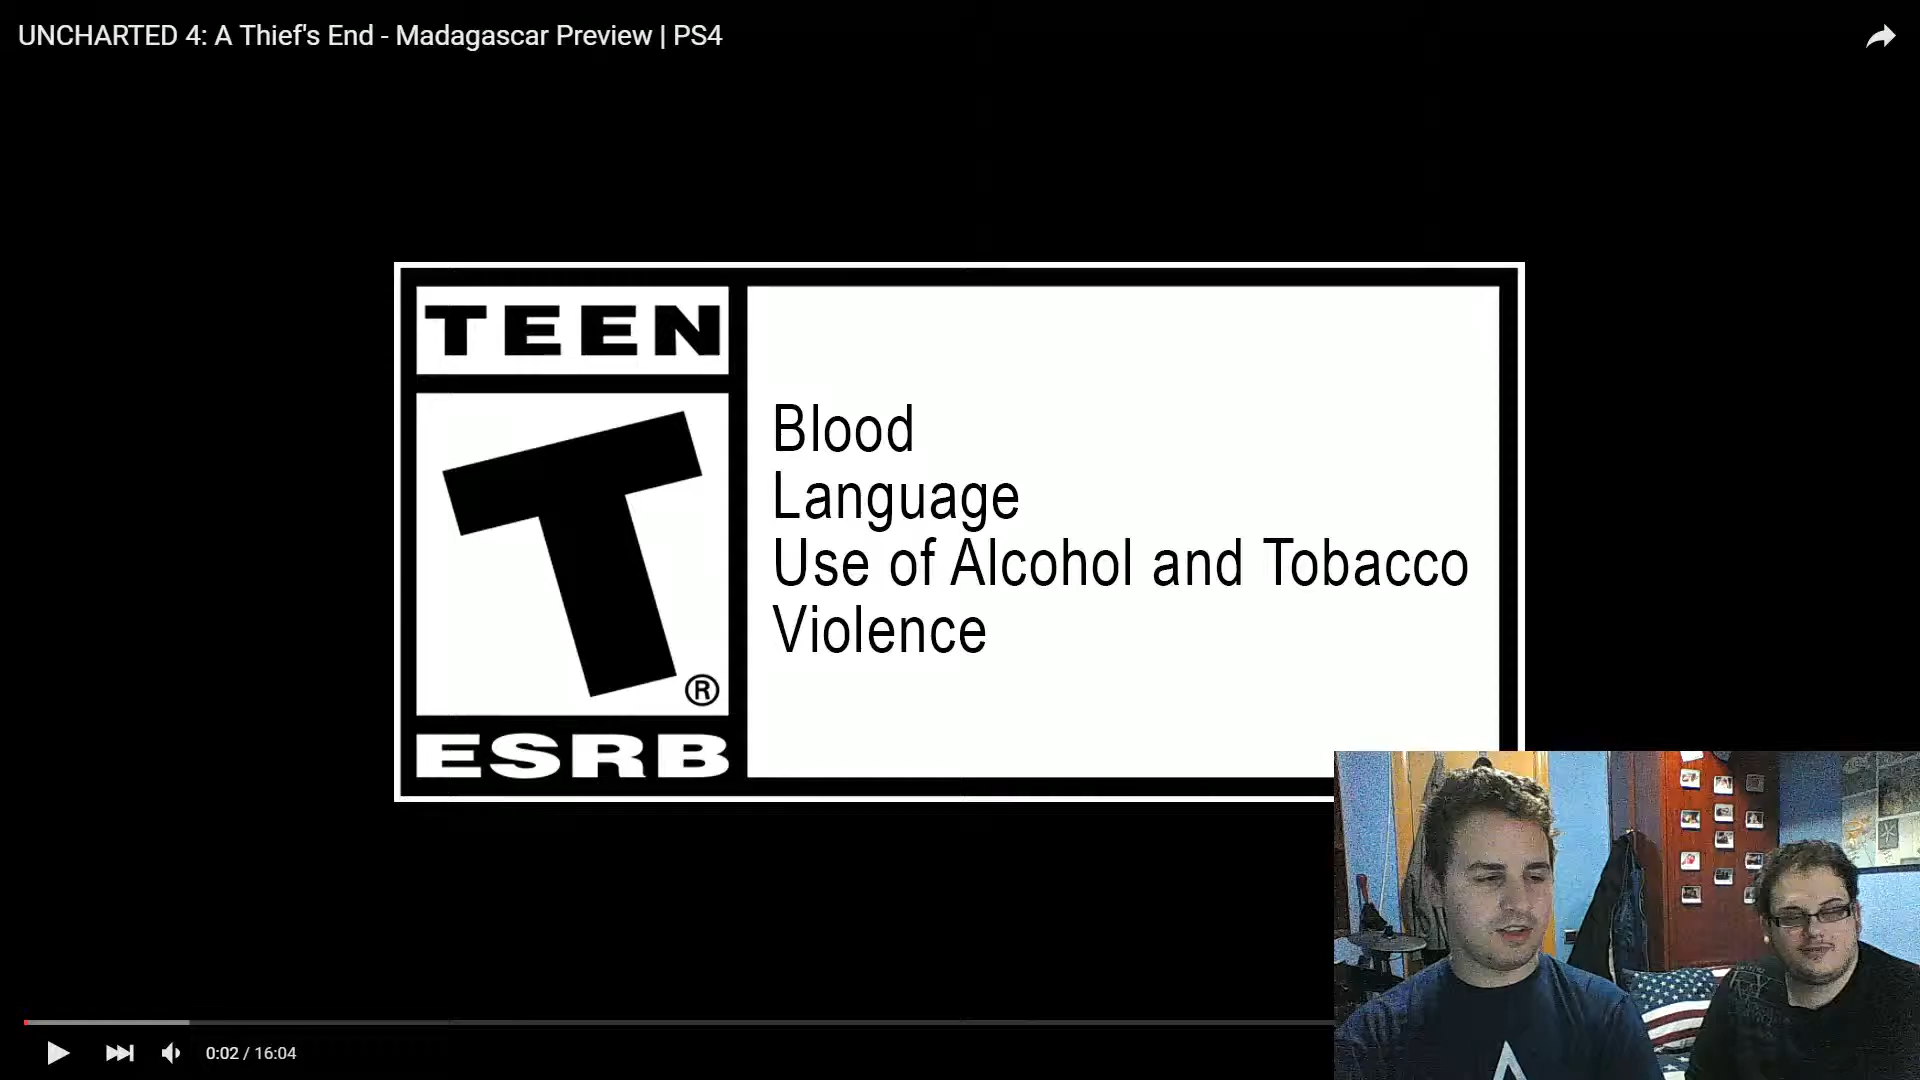 UNCHARTED 4: A Thief's End - Madagascar Preview | PS4
TEEN
T
®
ESRB
Blood
Language
Use of Alcohol and Tobacco
Violence
0:02 / 16:04